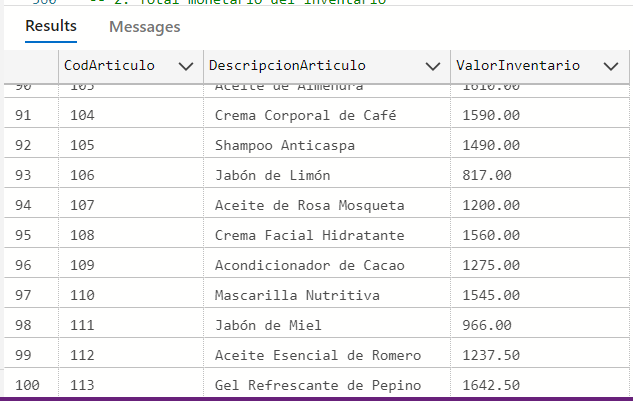 -- 2. Total monetario del inventario
Results Messages
CodArticulo DescripcionArticulo ValorInventario
90 103 Aceite de Almendra 1610.00
91 104 Crema Corporal de Café 1590.00
92 105 Shampoo Anticaspa 1490.00
93 106 Jabón de Limón 817.00
94 107 Aceite de Rosa Mosqueta 1200.00
95 108 Crema Facial Hidratante 1560.00
96 109 Acondicionador de Cacao 1275.00
97 110 Mascarilla Nutritiva 1545.00
98 111 Jabón de Miel 966.00
99 112 Aceite Esencial de Romero 1237.50
100 113 Gel Refrescante de Pepino 1642.50